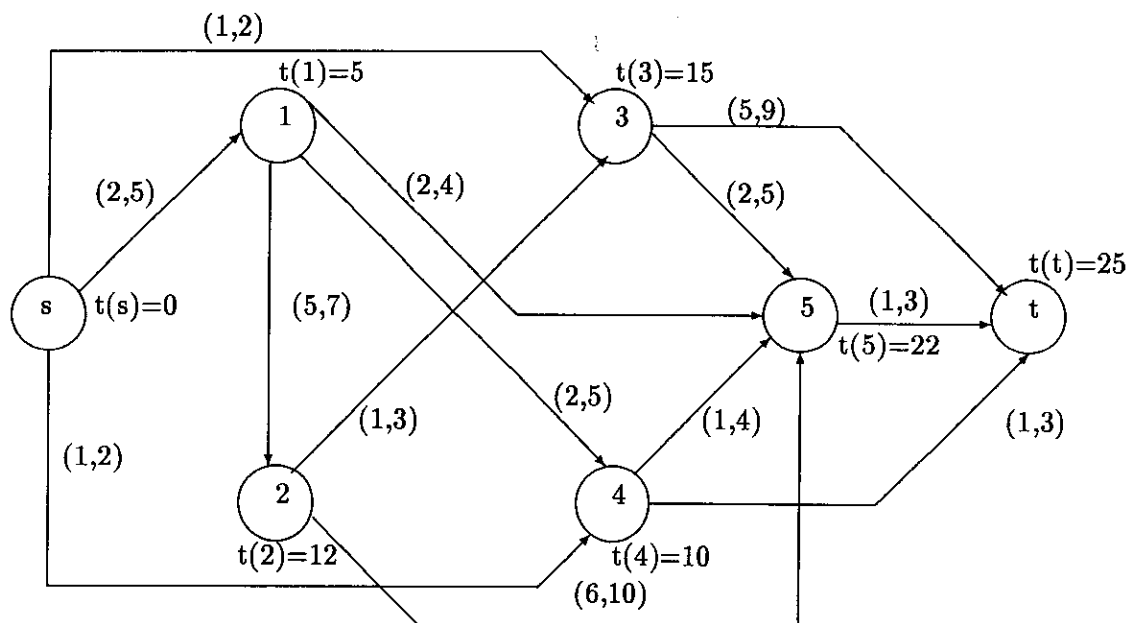 (1,2)
t(1)=5
t(3)=15
1
3
(5,9)
(2,5)
(2,4)
(2,5)
t(t)=25
s
t(s)=0
(5,7)
5
(1,3)
t
t(5)=22
(2,5)
(1,3)
(1,4)
(1,3)
(1,2)
2
4
t(2)=12
t(4)=10
(6,10)